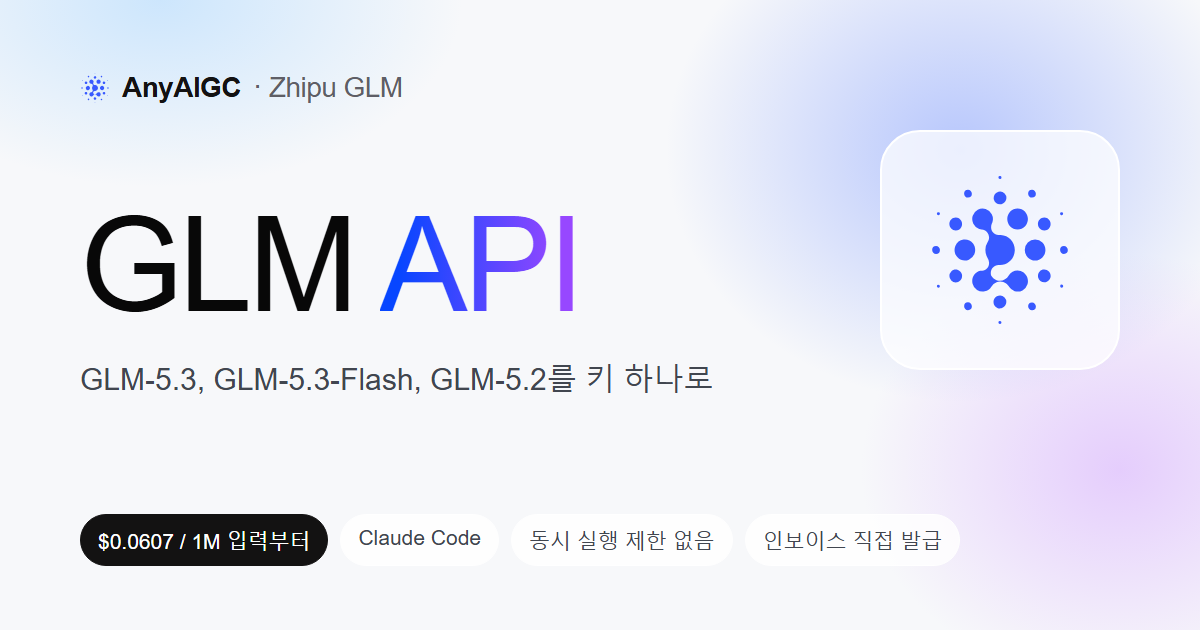 AnyAIGC · Zhipu GLM
GLM API
GLM-5.3, GLM-5.3-Flash, GLM-5.2를 키 하나로
$0.0607 / 1M 입력부터
Claude Code
동시 실행 제한 없음
인보이스 직접 발급